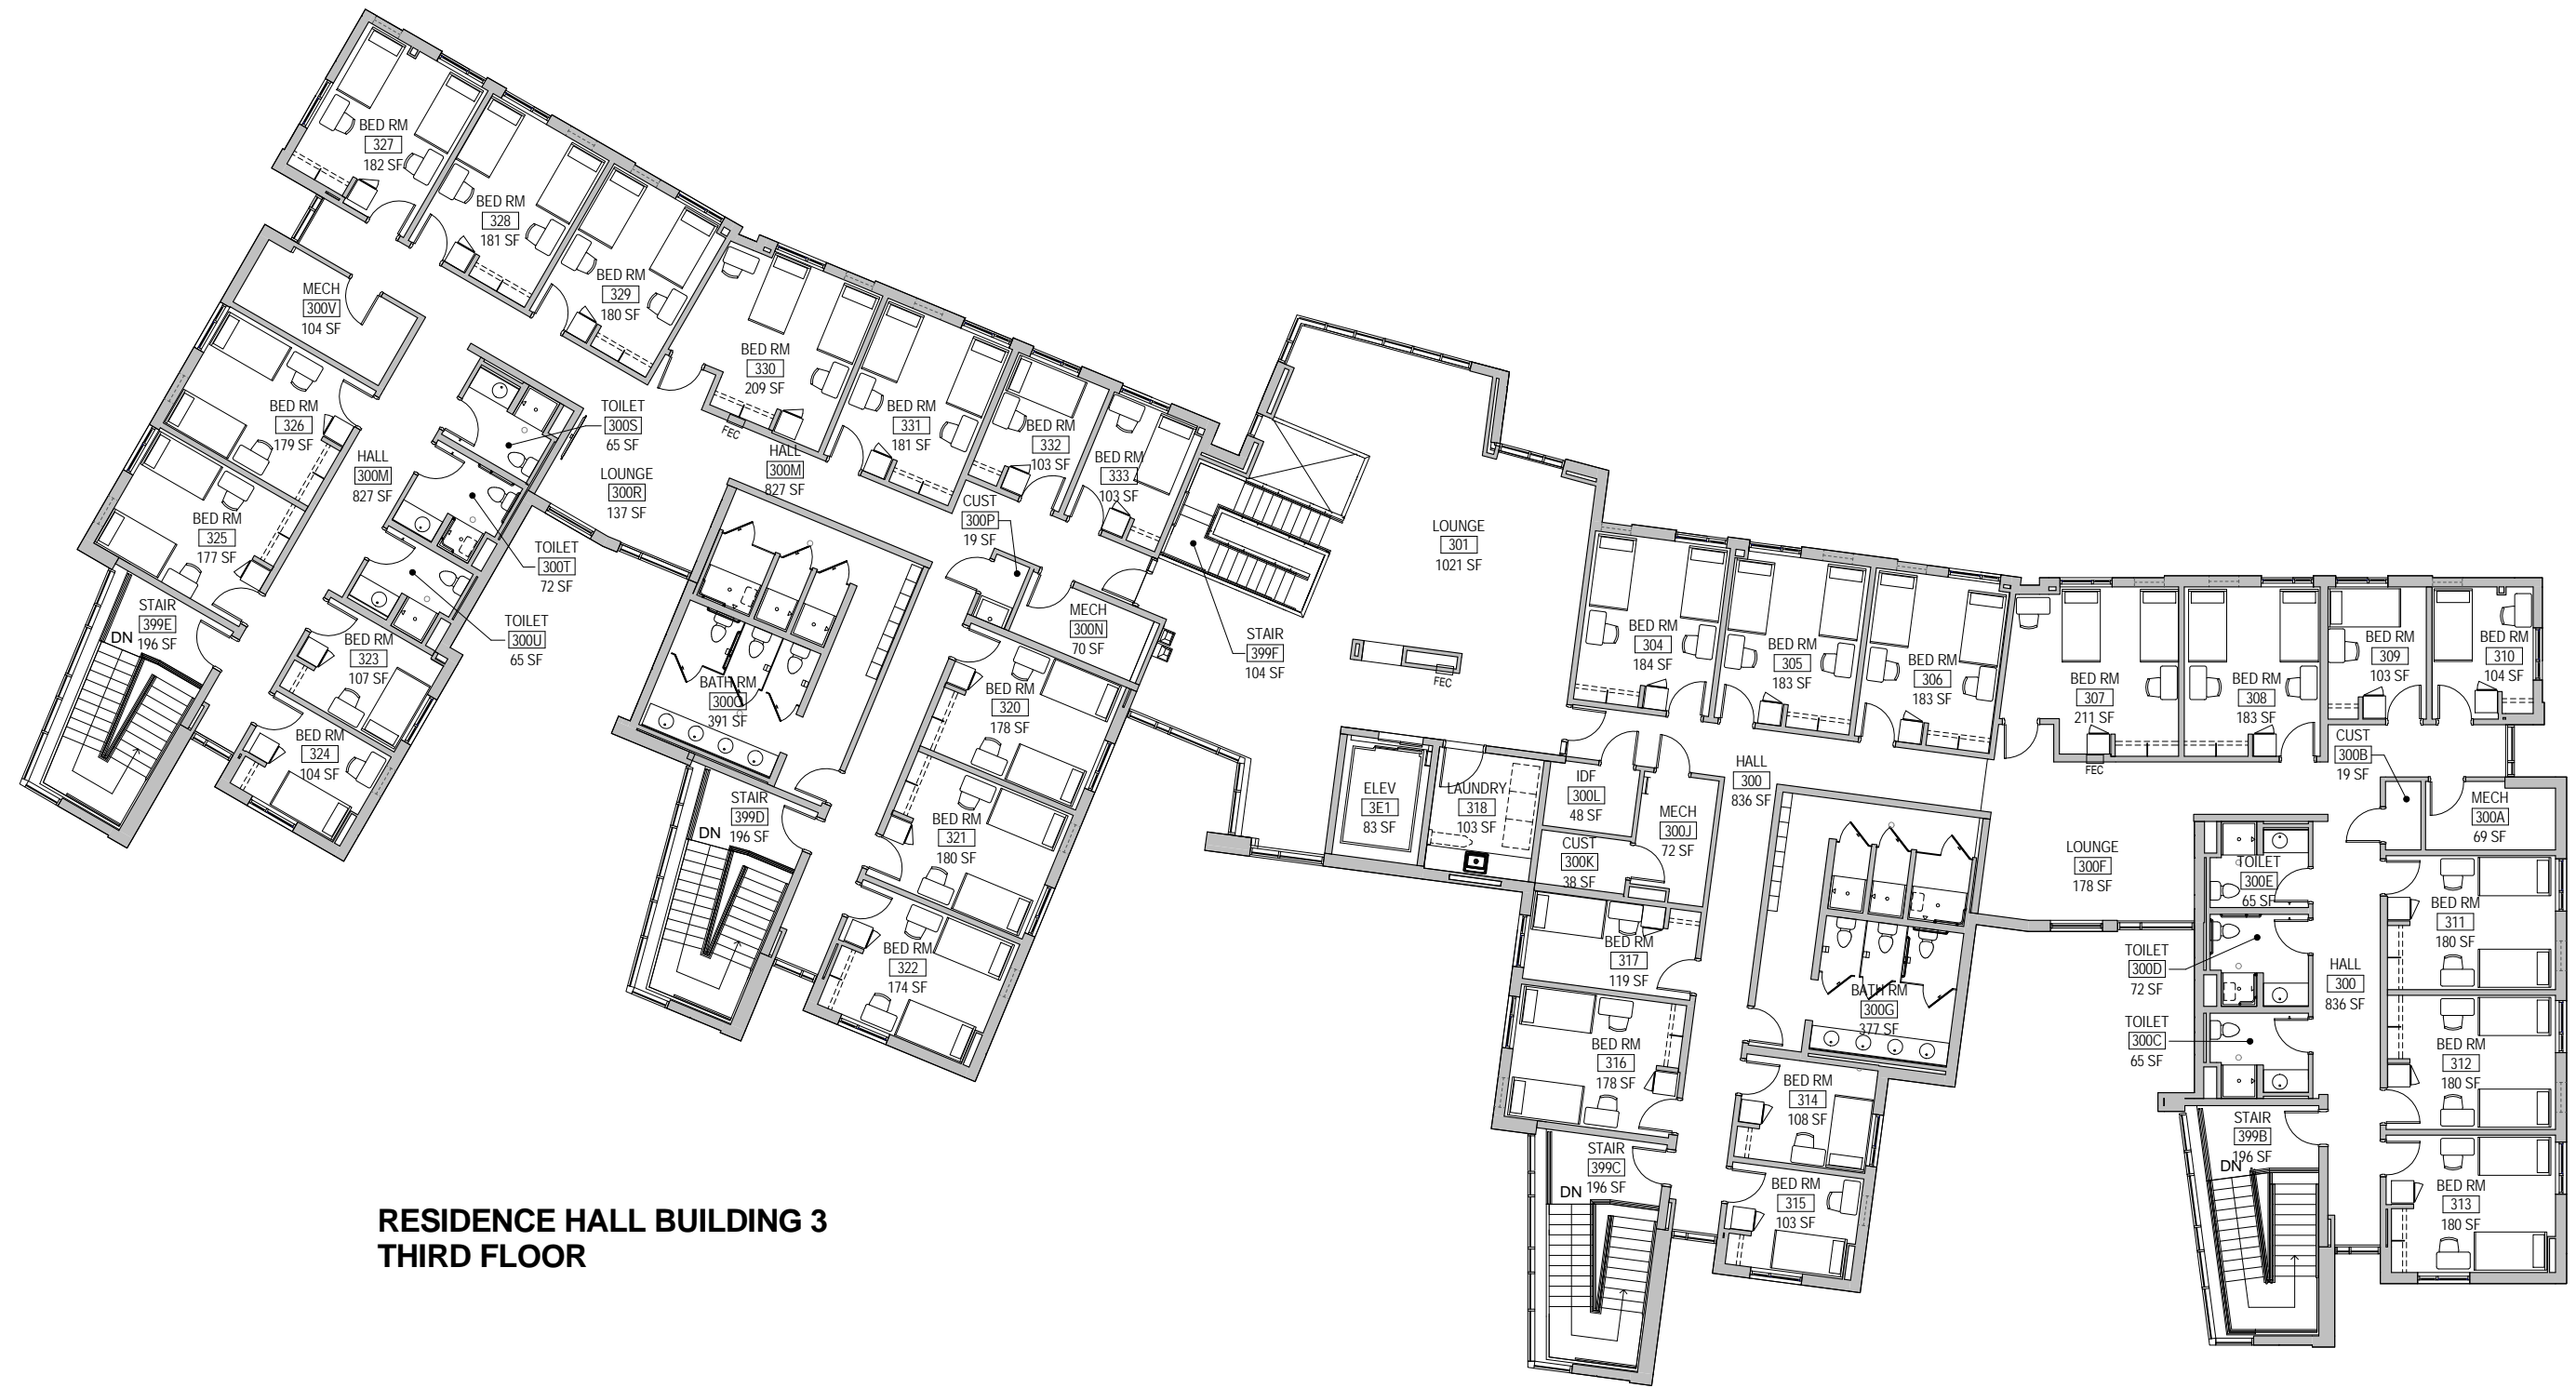 BED RM
327
182 SF
BED RM
328
181 SF
BED RM
329
180 SF
BED RM
330
209 SF
FEC
BED RM
331
181 SF
BED RM
332
103 SF
BED RM
333
103 SF
MECH
300V
104 SF
BED RM
326
179 SF
BED RM
325
177 SF
HALL
300M
827 SF
TOILET
300S
65 SF
LOUNGE
300R
137 SF
HALL
300M
827 SF
CUST
300P
19 SF
TOILET
300T
72 SF
TOILET
300U
65 SF
STAIR
399E
196 SF
DN
BED RM
323
107 SF
BED RM
324
104 SF
BATH RM
300Q
391 SF
MECH
300N
70 SF
BED RM
320
178 SF
BED RM
321
180 SF
BED RM
322
174 SF
STAIR
399D
196 SF
DN
STAIR
399F
104 SF
LOUNGE
301
1021 SF
FEC
BED RM
304
184 SF
BED RM
305
183 SF
BED RM
306
183 SF
BED RM
307
211 SF
FEC
BED RM
308
183 SF
BED RM
309
103 SF
BED RM
310
104 SF
ELEV
3E1
83 SF
LAUNDRY
318
103 SF
IDF
300L
48 SF
CUST
300K
38 SF
MECH
300J
72 SF
HALL
300
836 SF
CUST
300B
19 SF
MECH
300A
69 SF
LOUNGE
300F
178 SF
TOILET
300E
65 SF
TOILET
300D
72 SF
TOILET
300C
65 SF
HALL
300
836 SF
BED RM
311
180 SF
BED RM
312
180 SF
BED RM
313
180 SF
BED RM
317
119 SF
BED RM
316
178 SF
BATH RM
300G
377 SF
BED RM
314
108 SF
BED RM
315
103 SF
STAIR
399C
196 SF
DN
STAIR
399B
196 SF
DN
RESIDENCE HALL BUILDING 3
THIRD FLOOR